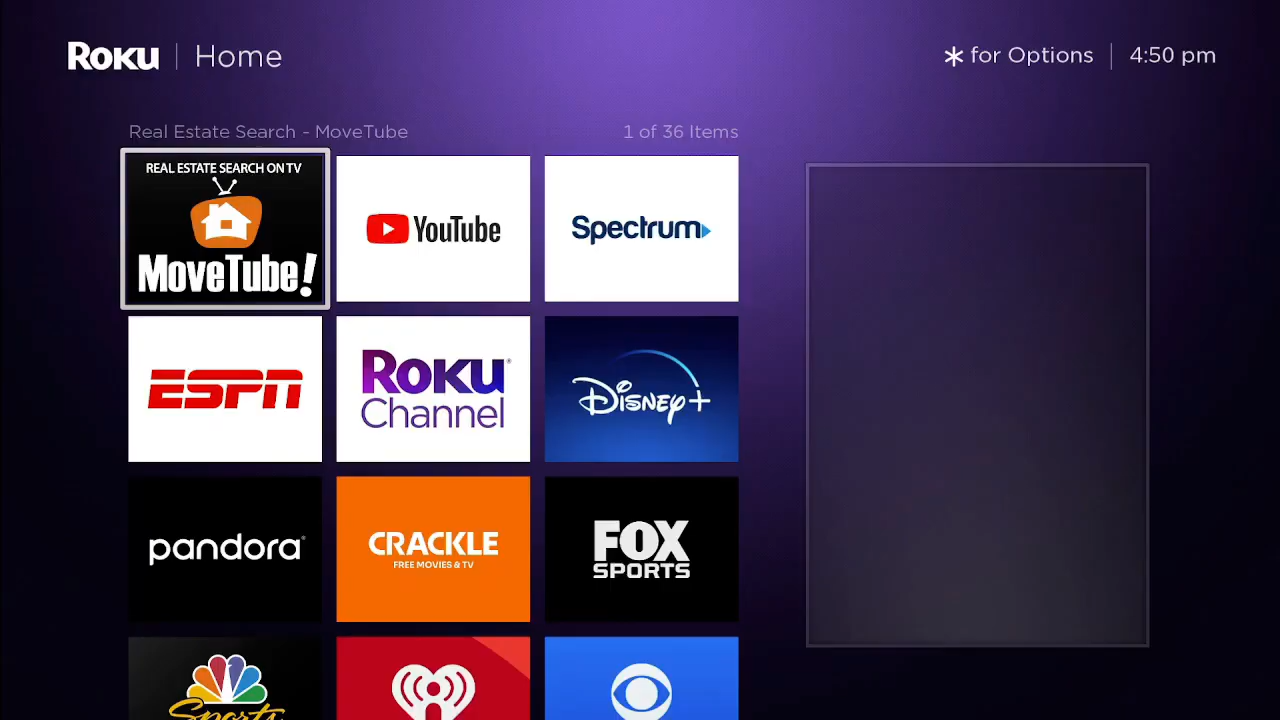 Roku | Home
* for Options | 4:50 pm
Real Estate Search - MoveTube
1 of 36 Items
REAL ESTATE SEARCH ON TV
MOVETUBE!
YouTube
Spectrum
ESPN
Roku
Channel
Disney+
pandora
CRACKLE
FREE MOVIES & TV
FOX
SPORTS
Sports